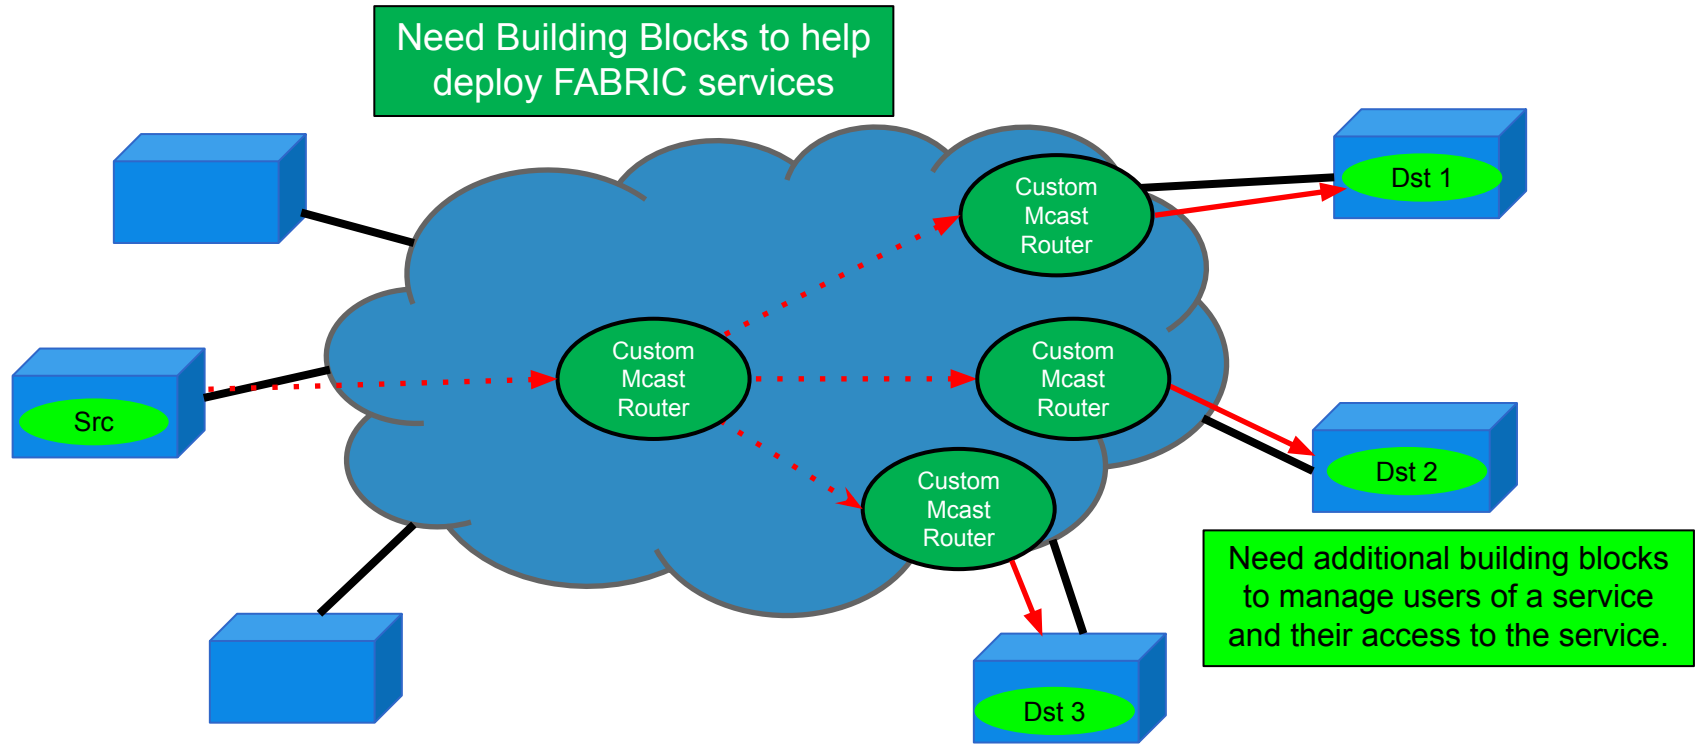 Need Building Blocks to help
deploy FABRIC services
Custom
Mcast
Router
Dst 1
Custom
Mcast
Router
Custom
Mcast
Router
Src
Dst 2
Custom
Mcast
Router
Need additional building blocks
to manage users of a service
and their access to the service.
Dst 3